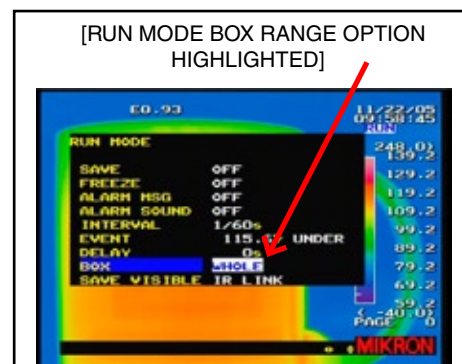 [RUN MODE BOX RANGE OPTION
HIGHLIGHTED]
E0.93
11/22/05
09:58:45
RUN
RUN MODE
248.0>
139.2
SAVE OFF
129.2
FREEZE OFF
ALARM MSG OFF
119.2
ALARM SOUND OFF
109.2
INTERVAL 1/60s
99.2
EVENT UNDER
DELAY 0s
89.2
BOX WHOLE
79.2
SAVE VISIBLE IR LINK
69.2
59.2
< -40.0>
PAGE 0
MIKRON